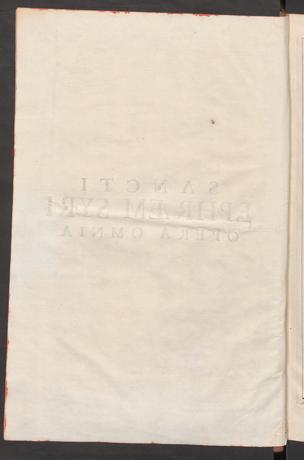 SANCTI
EPHRÆM SYRI
OPERA OMNIA